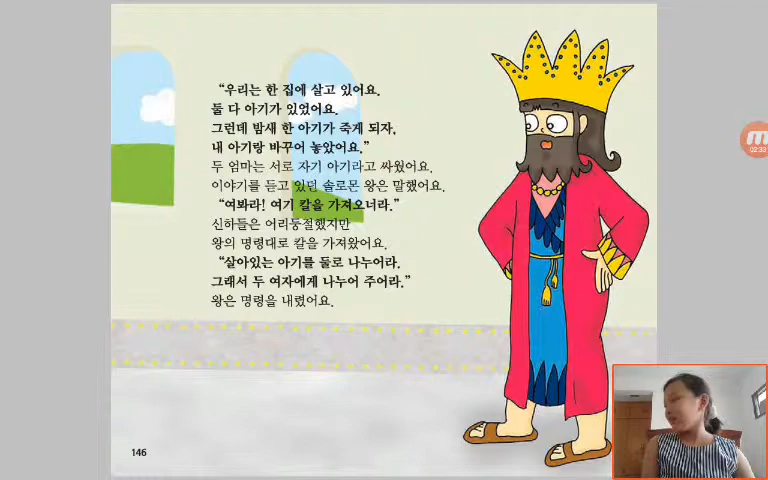 “우리는 한 집에 살고 있어요.
둘 다 아기가 있었어요.
그런데 밤새 한 아기가 죽게 되자,
내 아기랑 바꾸어 놓았어요.”
두 엄마는 서로 자기 아기라고 싸웠어요.
이야기를 듣고 있던 솔로몬 왕은 말했어요.
“여봐라! 여기 칼을 가져오너라.”
신하들은 어리둥절했지만
왕의 명령대로 칼을 가져왔어요.
“살아있는 아기를 둘로 나누어라.
그래서 두 여자에게 나누어 주어라.”
왕은 명령을 내렸어요.
146